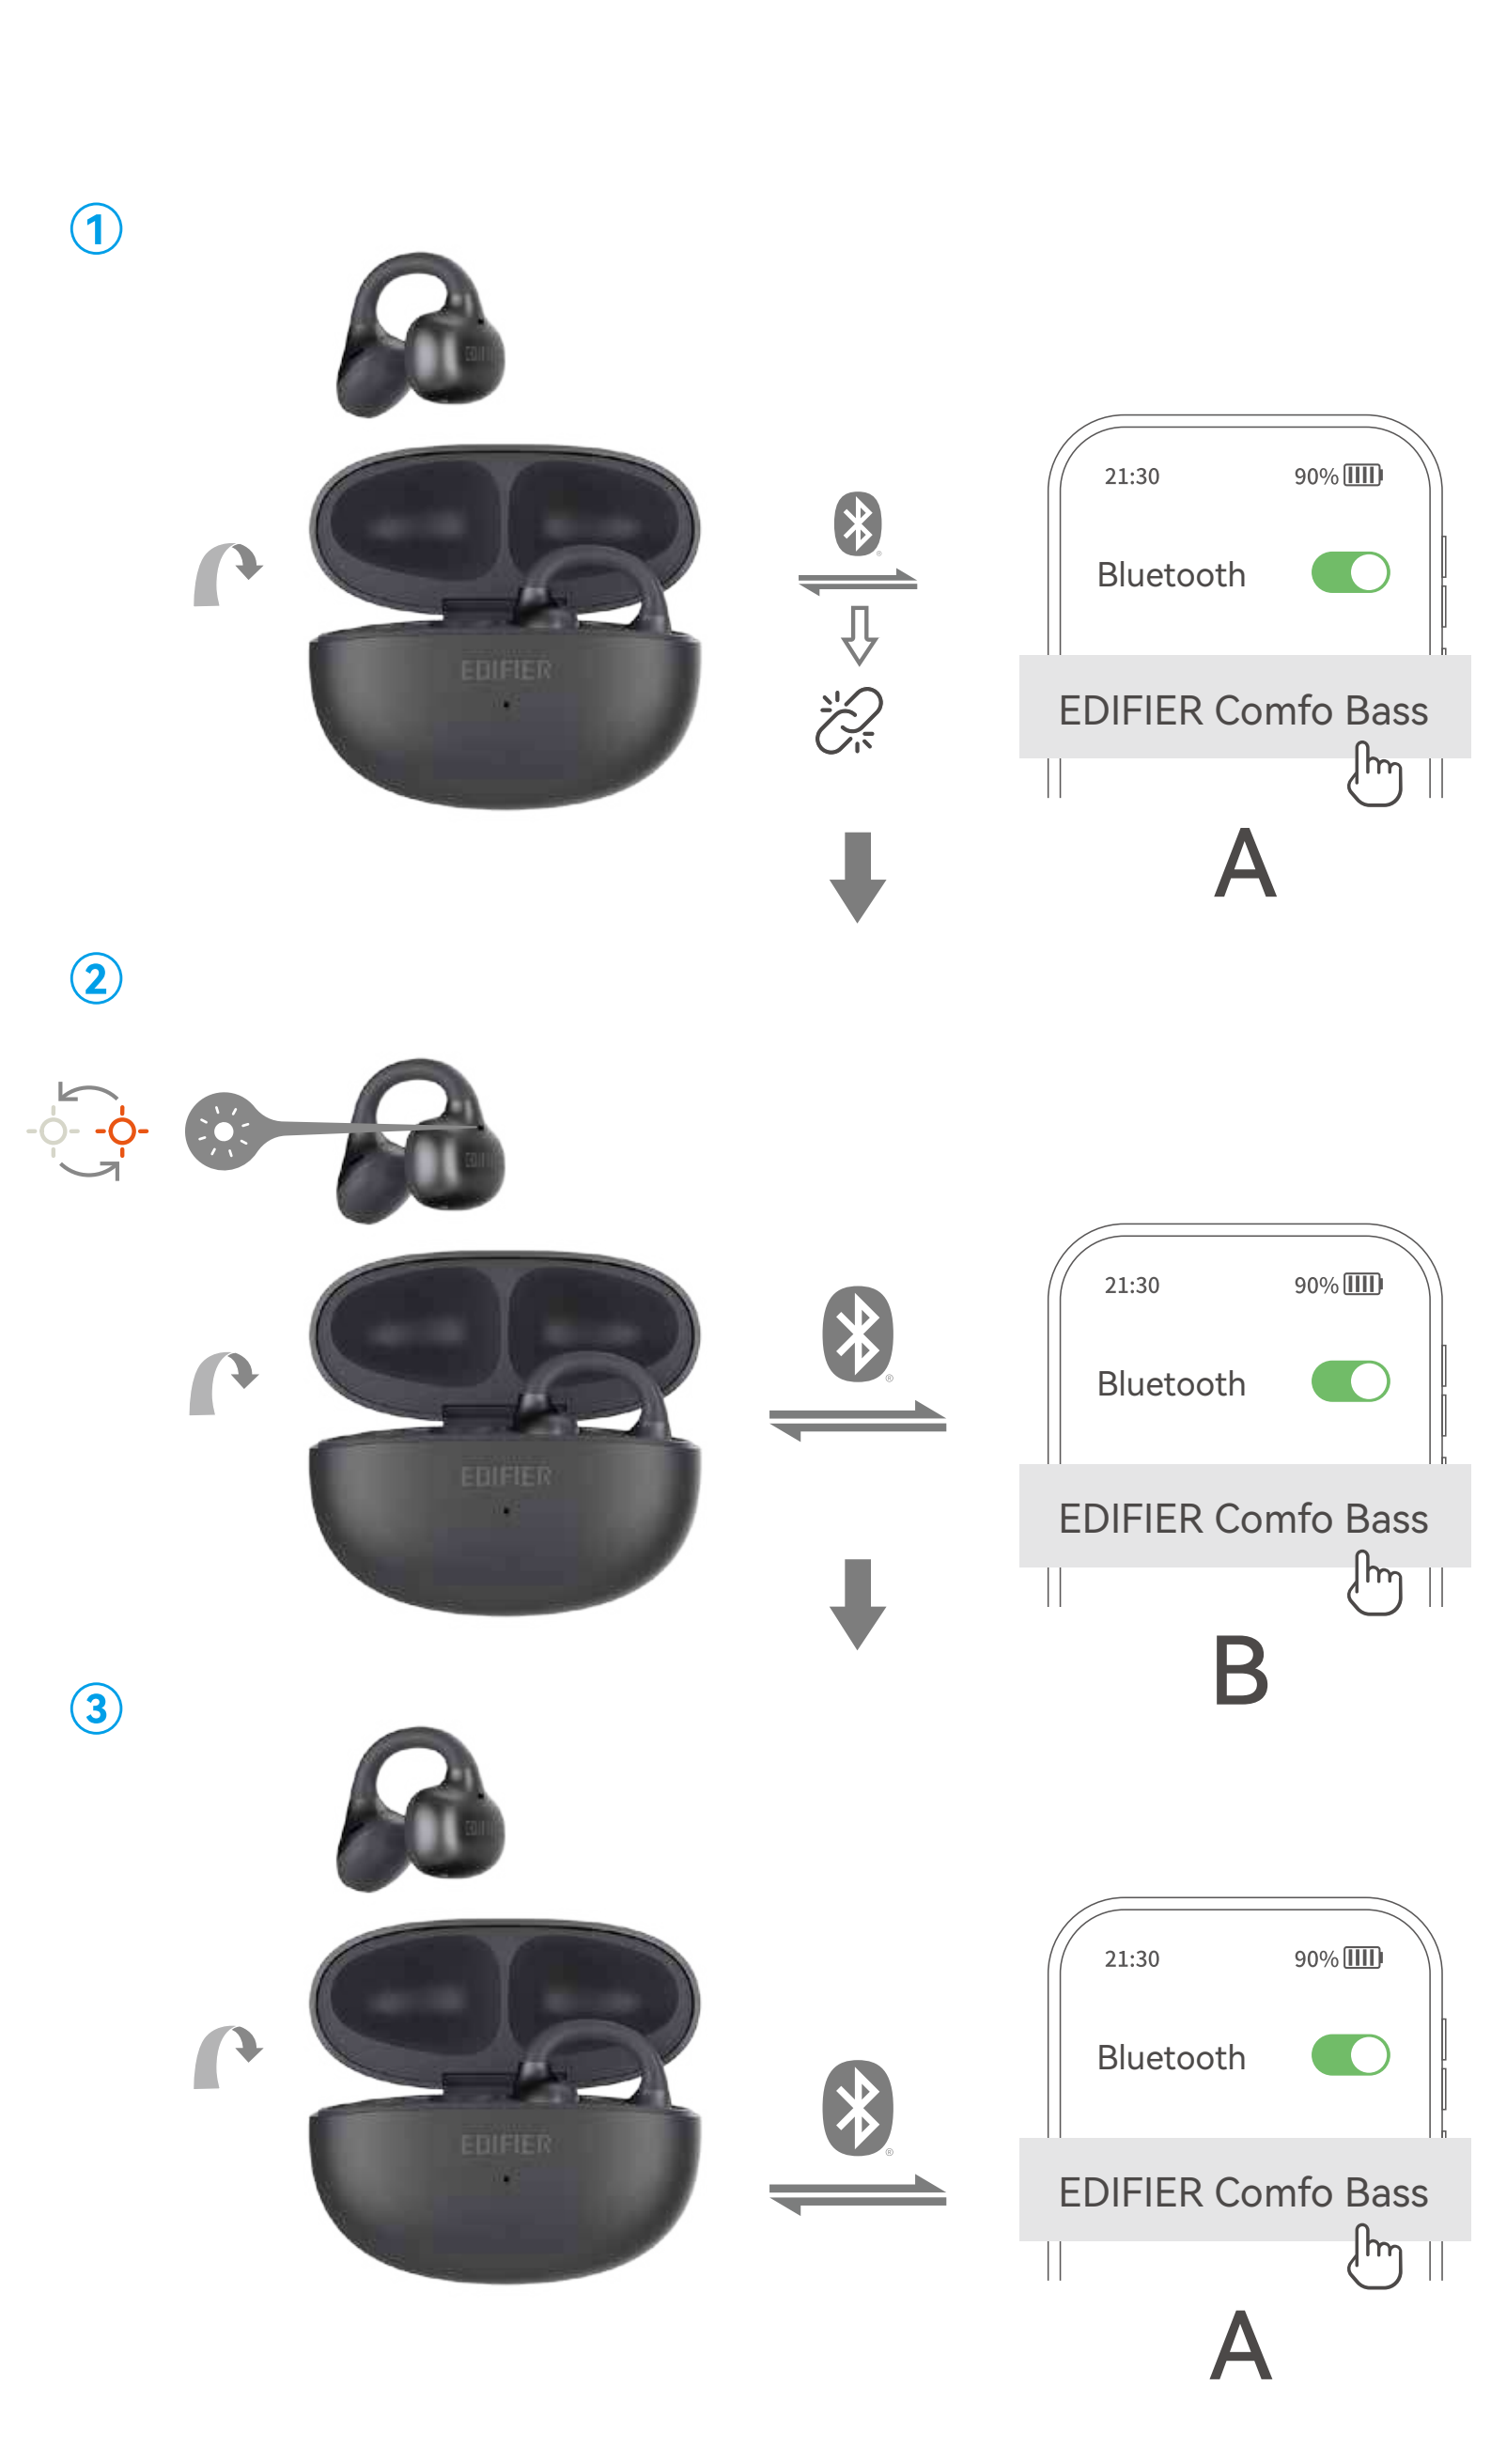 ①
21:30 90%
Bluetooth
EDIFIER
EDIFIER Comfo Bass
A
②
21:30 90%
Bluetooth
EDIFIER
EDIFIER Comfo Bass
B
③
21:30 90%
Bluetooth
EDIFIER
EDIFIER Comfo Bass
A